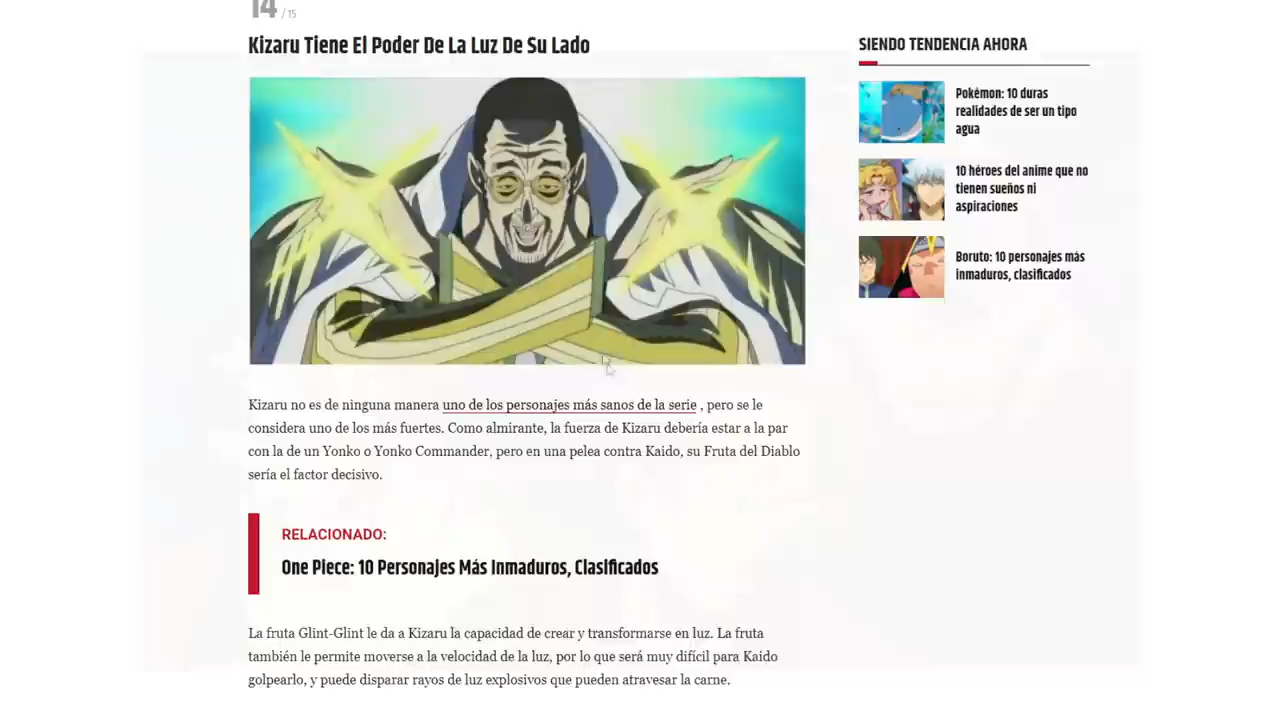 14 / 15
Kizaru Tiene El Poder De La Luz De Su Lado
Kizaru no es de ninguna manera uno de los personajes más sanos de la serie , pero se le
considera uno de los más fuertes. Como almirante, la fuerza de Kizaru debería estar a la par
con la de un Yonko o Yonko Commander, pero en una pelea contra Kaido, su Fruta del Diablo
sería el factor decisivo.
RELACIONADO:
One Piece: 10 Personajes Más Inmaduros, Clasificados
La fruta Glint-Glint le da a Kizaru la capacidad de crear y transformarse en luz. La fruta
también le permite moverse a la velocidad de la luz, por lo que será muy difícil para Kaido
golpearlo, y puede disparar rayos de luz explosivos que pueden atravesar la carne.
SIENDO TENDENCIA AHORA
Pokémon: 10 duras
realidades de ser un tipo
agua
10 héroes del anime que no
tienen sueños ni
aspiraciones
Boruto: 10 personajes más
inmaduros, clasificados